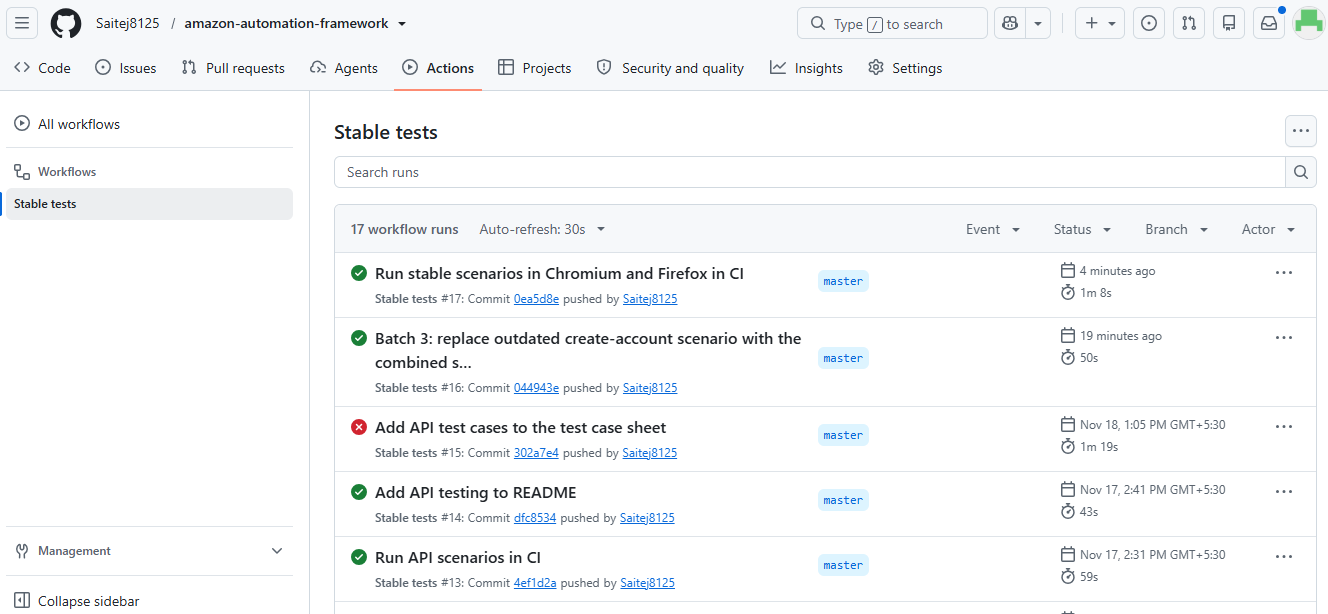 Saitej8125 / amazon-automation-framework
Type / to search
Code
Issues
Pull requests
Agents
Actions
Projects
Security and quality
Insights
Settings
All workflows
Workflows
Stable tests
Management
Collapse sidebar
Stable tests
Search runs
17 workflow runs
Auto-refresh: 30s
Event
Status
Branch
Actor
Run stable scenarios in Chromium and Firefox in CI
Stable tests #17: Commit 0ea5d8e pushed by Saitej8125
master
4 minutes ago
1m 8s
Batch 3: replace outdated create-account scenario with the
combined s...
Stable tests #16: Commit 044943e pushed by Saitej8125
master
19 minutes ago
50s
Add API test cases to the test case sheet
Stable tests #15: Commit 302a7e4 pushed by Saitej8125
master
Nov 18, 1:05 PM GMT+5:30
1m 19s
Add API testing to README
Stable tests #14: Commit dfc8534 pushed by Saitej8125
master
Nov 17, 2:41 PM GMT+5:30
43s
Run API scenarios in CI
Stable tests #13: Commit 4ef1d2a pushed by Saitej8125
master
Nov 17, 2:31 PM GMT+5:30
59s